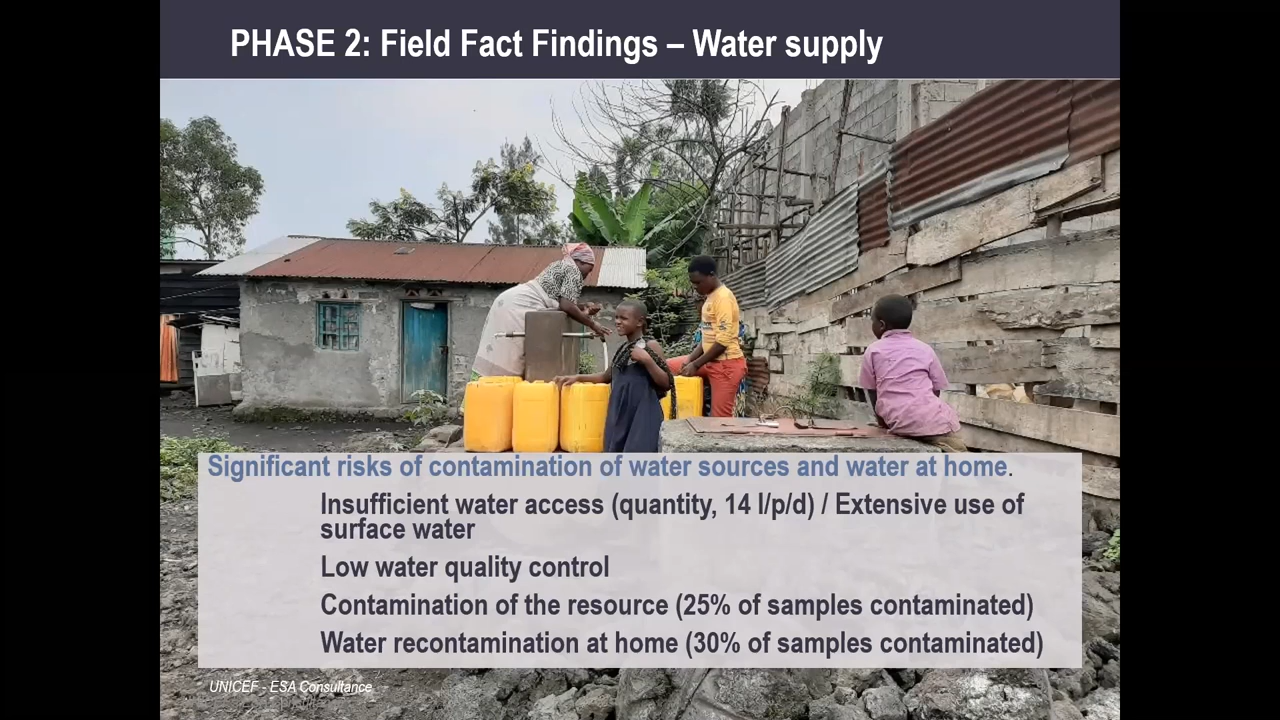 PHASE 2: Field Fact Findings – Water supply
Significant risks of contamination of water sources and water at home.
Insufficient water access (quantity, 14 l/p/d) / Extensive use of
surface water
Low water quality control
Contamination of the resource (25% of samples contaminated)
Water recontamination at home (30% of samples contaminated)
UNICEF - ESA Consultance